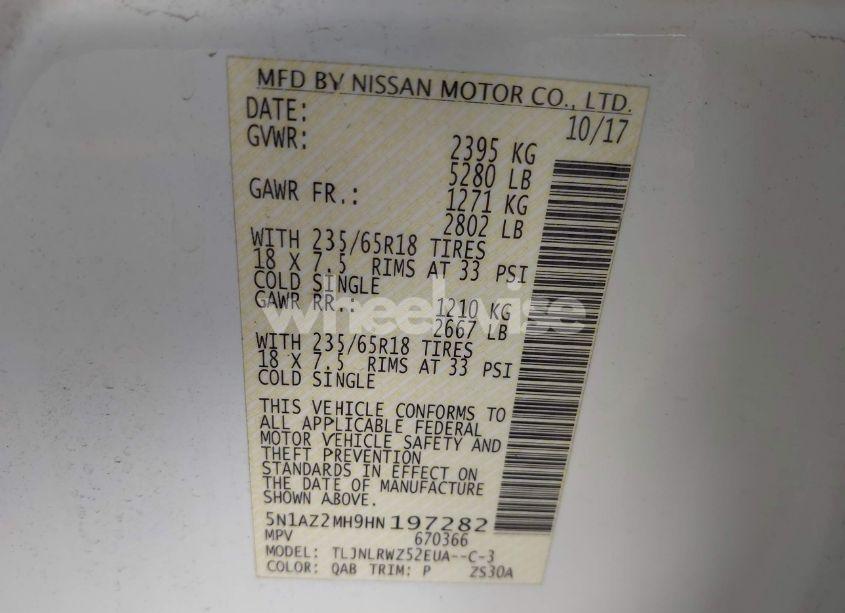 MFD BY NISSAN MOTOR CO., LTD.
DATE: 10/17
GVWR: 2395 KG
5280 LB
GAWR FR.: 1271 KG
2802 LB
WITH 235/65R18 TIRES
18 X 7.5 RIMS AT 33 PSI
COLD SINGLE
GAWR RR.: 1210 KG
2667 LB
WITH 235/65R18 TIRES
18 X 7.5 RIMS AT 33 PSI
COLD SINGLE
THIS VEHICLE CONFORMS TO
ALL APPLICABLE FEDERAL
MOTOR VEHICLE SAFETY AND
THEFT PREVENTION
STANDARDS IN EFFECT ON
THE DATE OF MANUFACTURE
SHOWN ABOVE.
5N1AZ2MH9HN197282
MPV 670366
MODEL: TLJNLRWZ52EUA--C-3
COLOR: QAB TRIM: P ZS30A
wheelwise